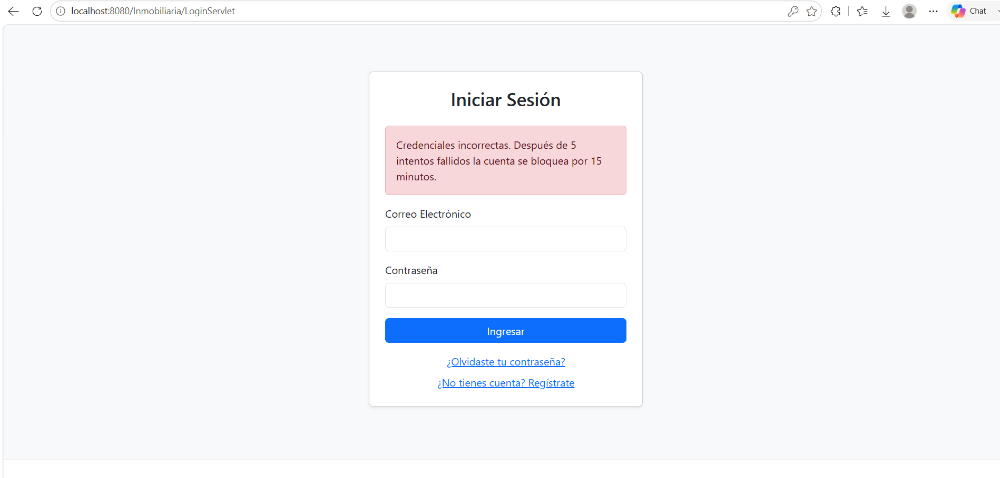 localhost:8080/Inmobiliaria/LoginServlet
Chat
Iniciar Sesión
Credenciales incorrectas. Después de 5
intentos fallidos la cuenta se bloquea por 15
minutos.
Correo Electrónico
Contraseña
Ingresar
¿Olvidaste tu contraseña?
¿No tienes cuenta? Regístrate